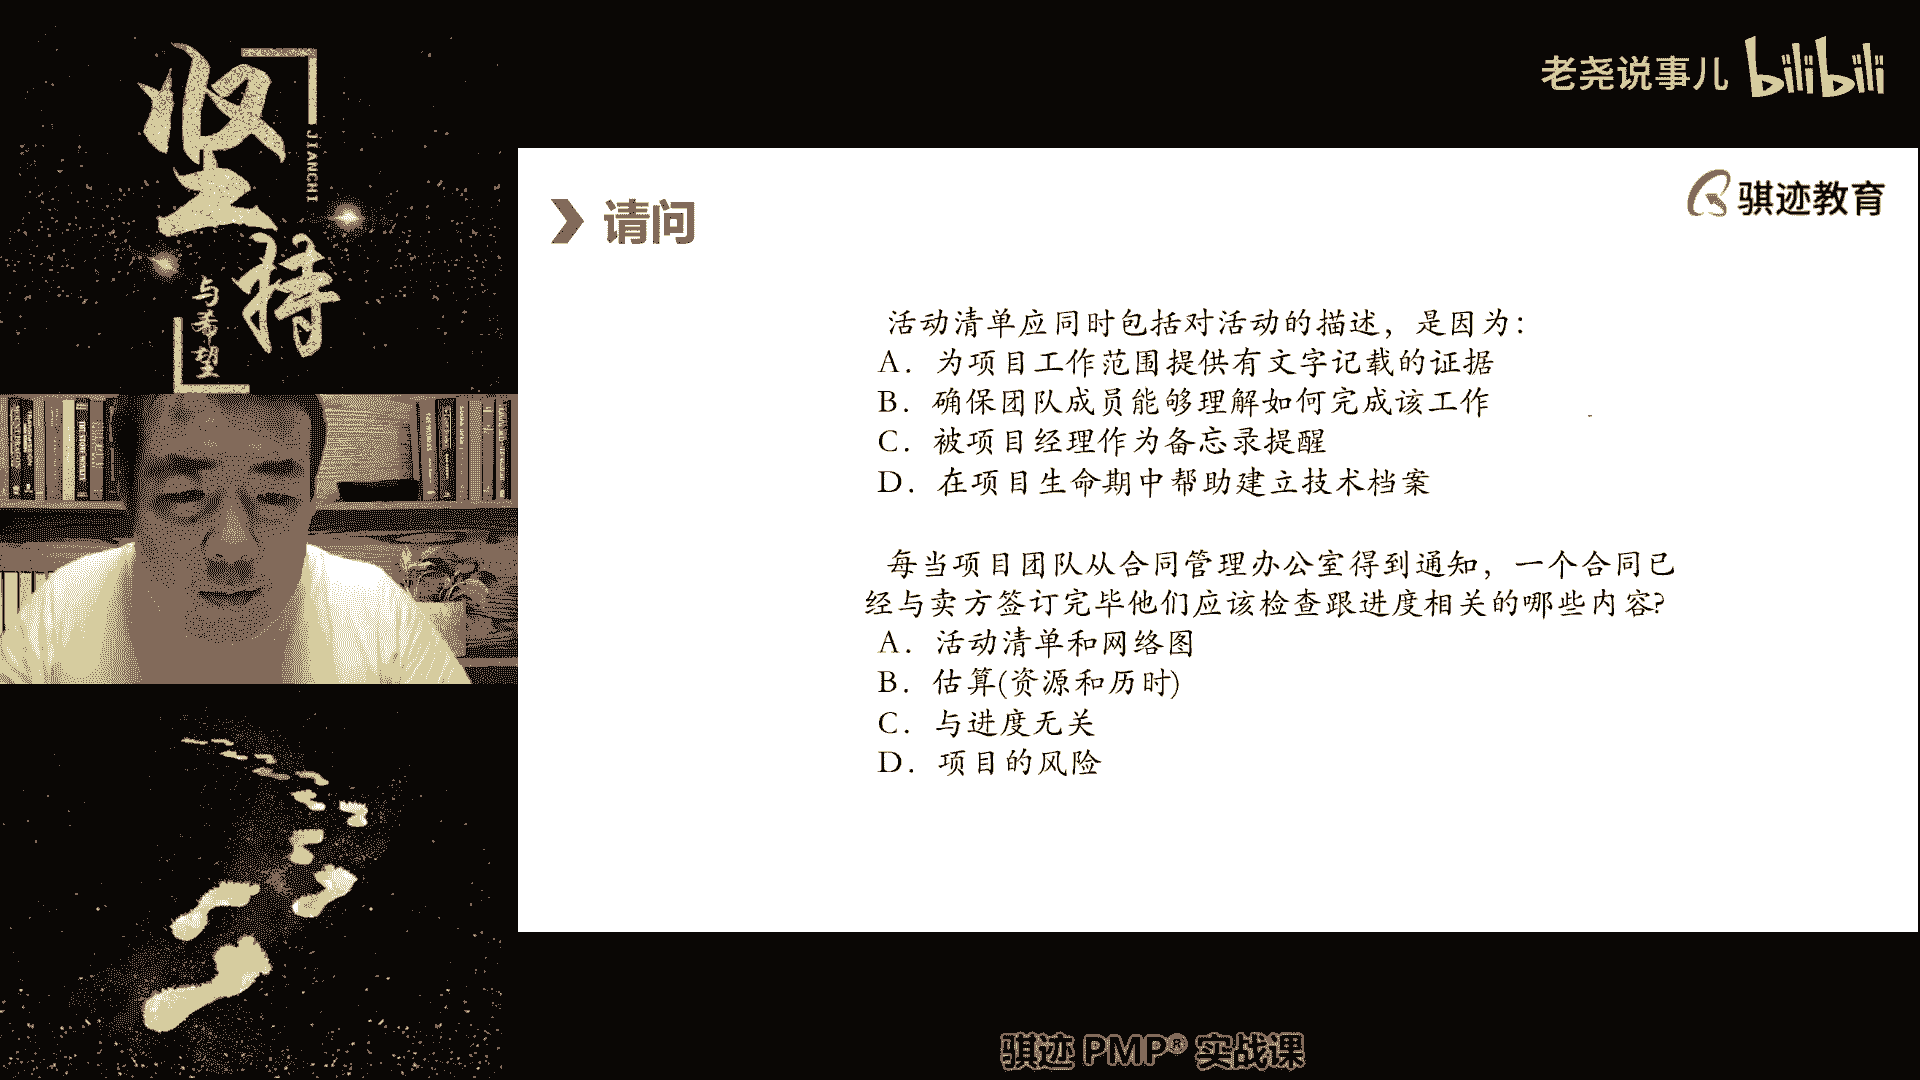 坚持
JIANCHI
与希望
老尧说事儿 bilibili
骐迹教育
请问
活动清单应同时包括对活动的描述，是因为：
A．为项目工作范围提供有文字记载的证据
B．确保团队成员能够理解如何完成该工作
C．被项目经理作为备忘录提醒
D．在项目生命期中帮助建立技术档案
每当项目团队从合同管理办公室得到通知，一个合同已
经与卖方签订完毕他们应该检查跟进度相关的哪些内容?
A．活动清单和网络图
B．估算(资源和历时)
C．与进度无关
D．项目的风险
骐迹 PMP® 实战课